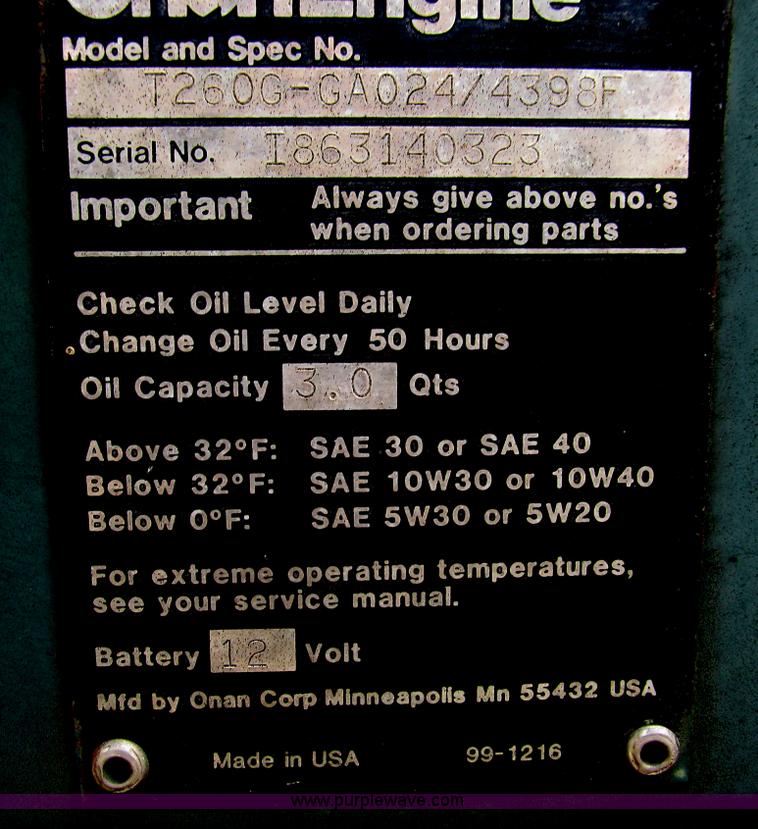 Onan Engine
Model and Spec No.
T260G-GA024/4398F
Serial No. I863140323
Important Always give above no.'s
when ordering parts
Check Oil Level Daily
Change Oil Every 50 Hours
Oil Capacity 3.0 Qts
Above 32°F: SAE 30 or SAE 40
Below 32°F: SAE 10W30 or 10W40
Below 0°F: SAE 5W30 or 5W20
For extreme operating temperatures,
see your service manual.
Battery 12 Volt
Mfd by Onan Corp Minneapolis Mn 55432 USA
Made in USA 99-1216
www.purplewave.com